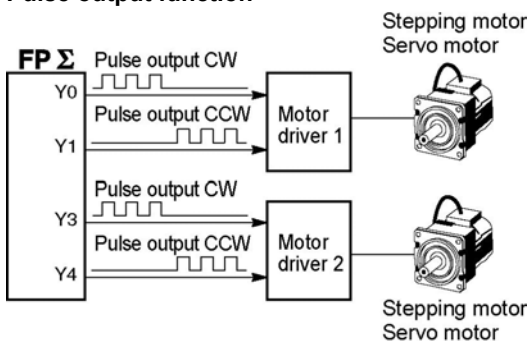 Pulse output function
Stepping motor
Servo motor
FP Σ
Pulse output CW
Y0
Pulse output CCW
Y1
Motor
driver 1
Pulse output CW
Y3
Pulse output CCW
Y4
Motor
driver 2
Stepping motor
Servo motor